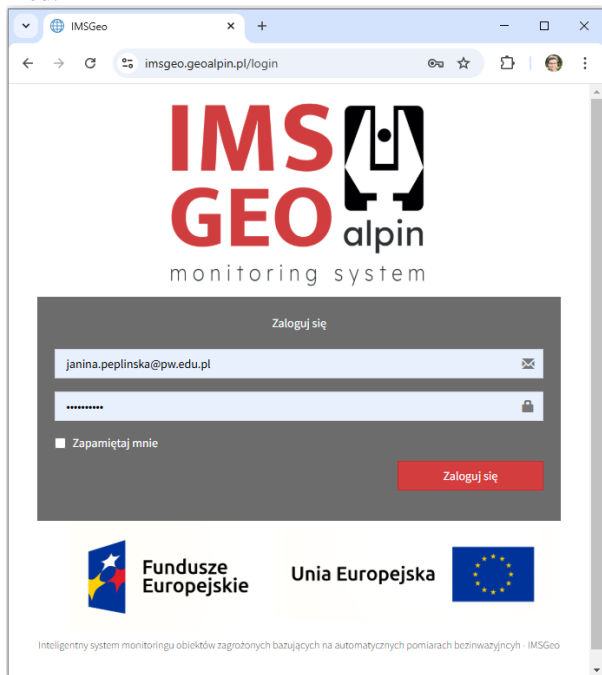 IMSGeo
imsgeo.geoalpin.pl/login
IMS
GEO alpin
monitoring system
Zaloguj się
janina.peplinska@pw.edu.pl
••••••••••
Zapamiętaj mnie
Zaloguj się
Fundusze
Europejskie
Unia Europejska
Inteligentny system monitoringu obiektów zagrożonych bazujących na automatycznych pomiarach bezinwazyjncyh - IMSGeo